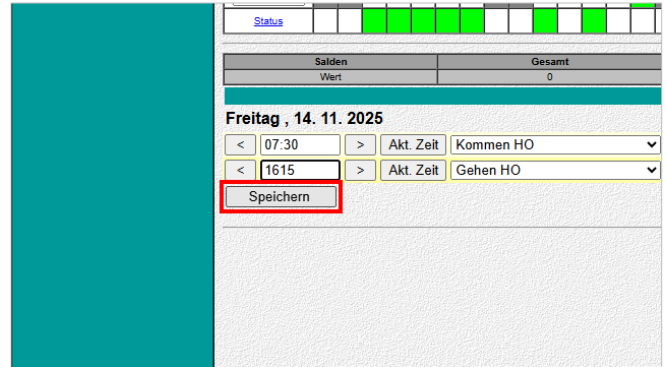 Status
Salden Gesamt
Wert 0
Freitag , 14. 11. 2025
< 07:30 > Akt. Zeit Kommen HO
< 1615 > Akt. Zeit Gehen HO
Speichern